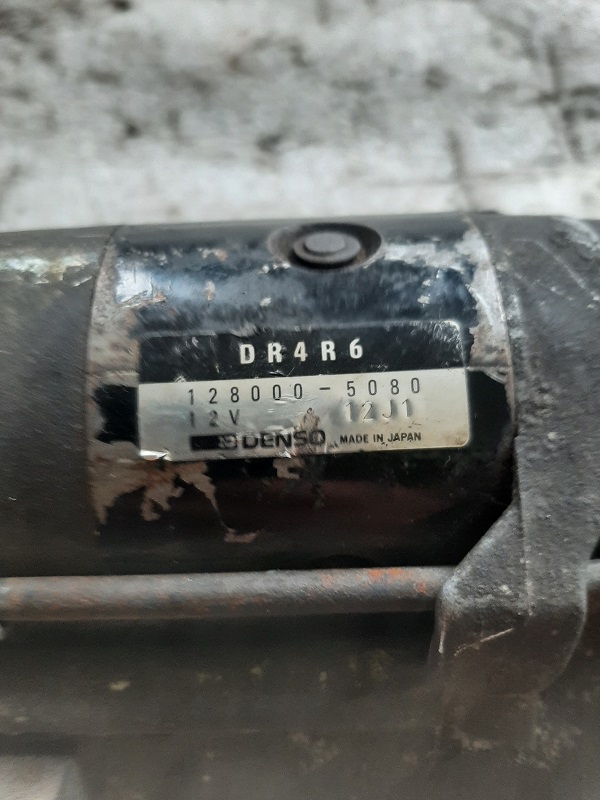 DR4R6
128000-5080
12V 12J1
DENSO MADE IN JAPAN